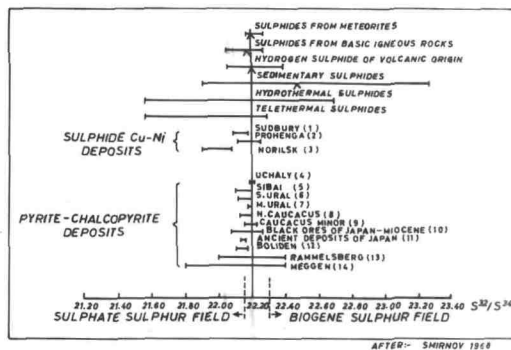 SULPHIDES FROM METEORITES
SULPHIDES FROM BASIC IGNEOUS ROCKS
HYDROGEN SULPHIDE OF VOLCANIC ORIGIN
SEDIMENTARY SULPHIDES
HYDROTHERMAL SULPHIDES
TELETHERMAL SULPHIDES
SULPHIDE Cu-Ni DEPOSITS
SUDBURY (1)
PROHENGA (2)
NORILSK (3)
PYRITE-CHALCOPYRITE DEPOSITS
UCHALY (4)
SIBAI (5)
S. URAL (6)
M. URAL (7)
N. CAUCACUS (8)
CAUCACUS MINOR (9)
BLACK ORES OF JAPAN-MIOCENE (10)
ANCIENT DEPOSITS OF JAPAN (11)
BOLIDEN (12)
RAMMELSBERG (13)
MEGGEN (14)
21.20 21.40 21.60 21.80 22.00 22.20 22.40 22.60 22.80 23.00 23.20 23.40 S32/S34
SULPHATE SULPHUR FIELD
BIOGENE SULPHUR FIELD
AFTER:- SHIRNOV 1968